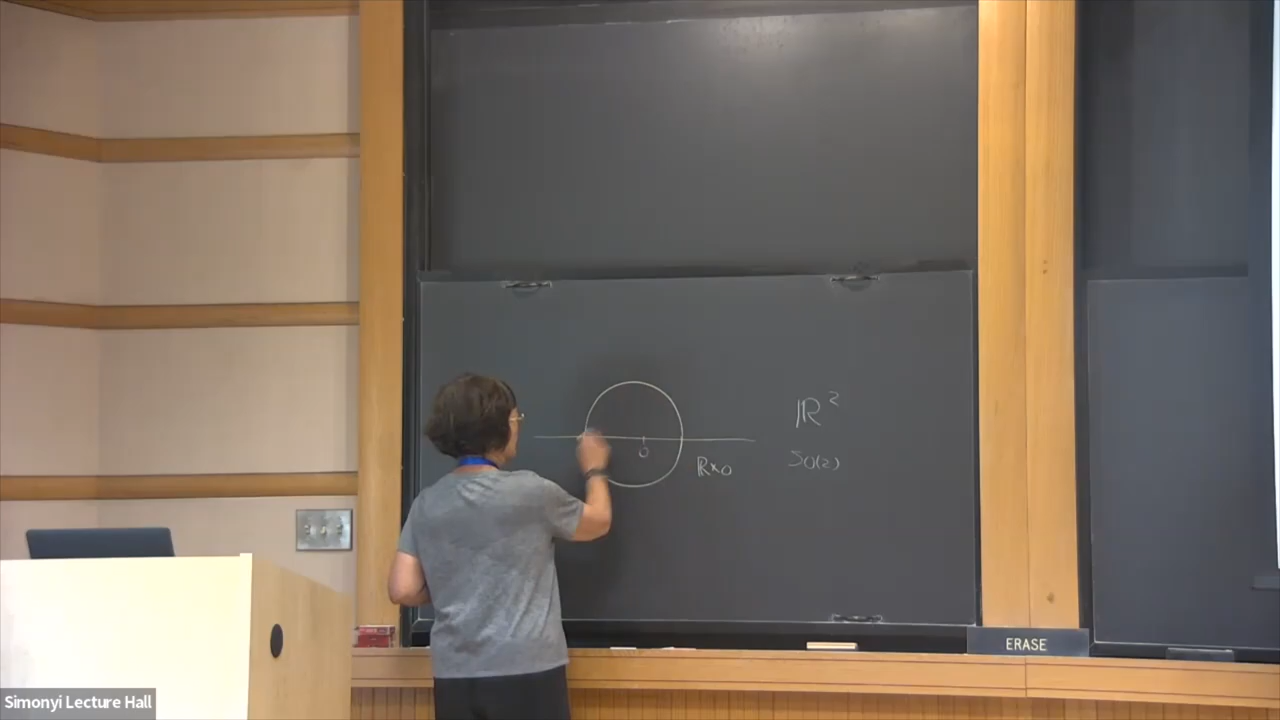 ℝ²
0
ℝ×0
SO(2)
ERASE
Simonyi Lecture Hall